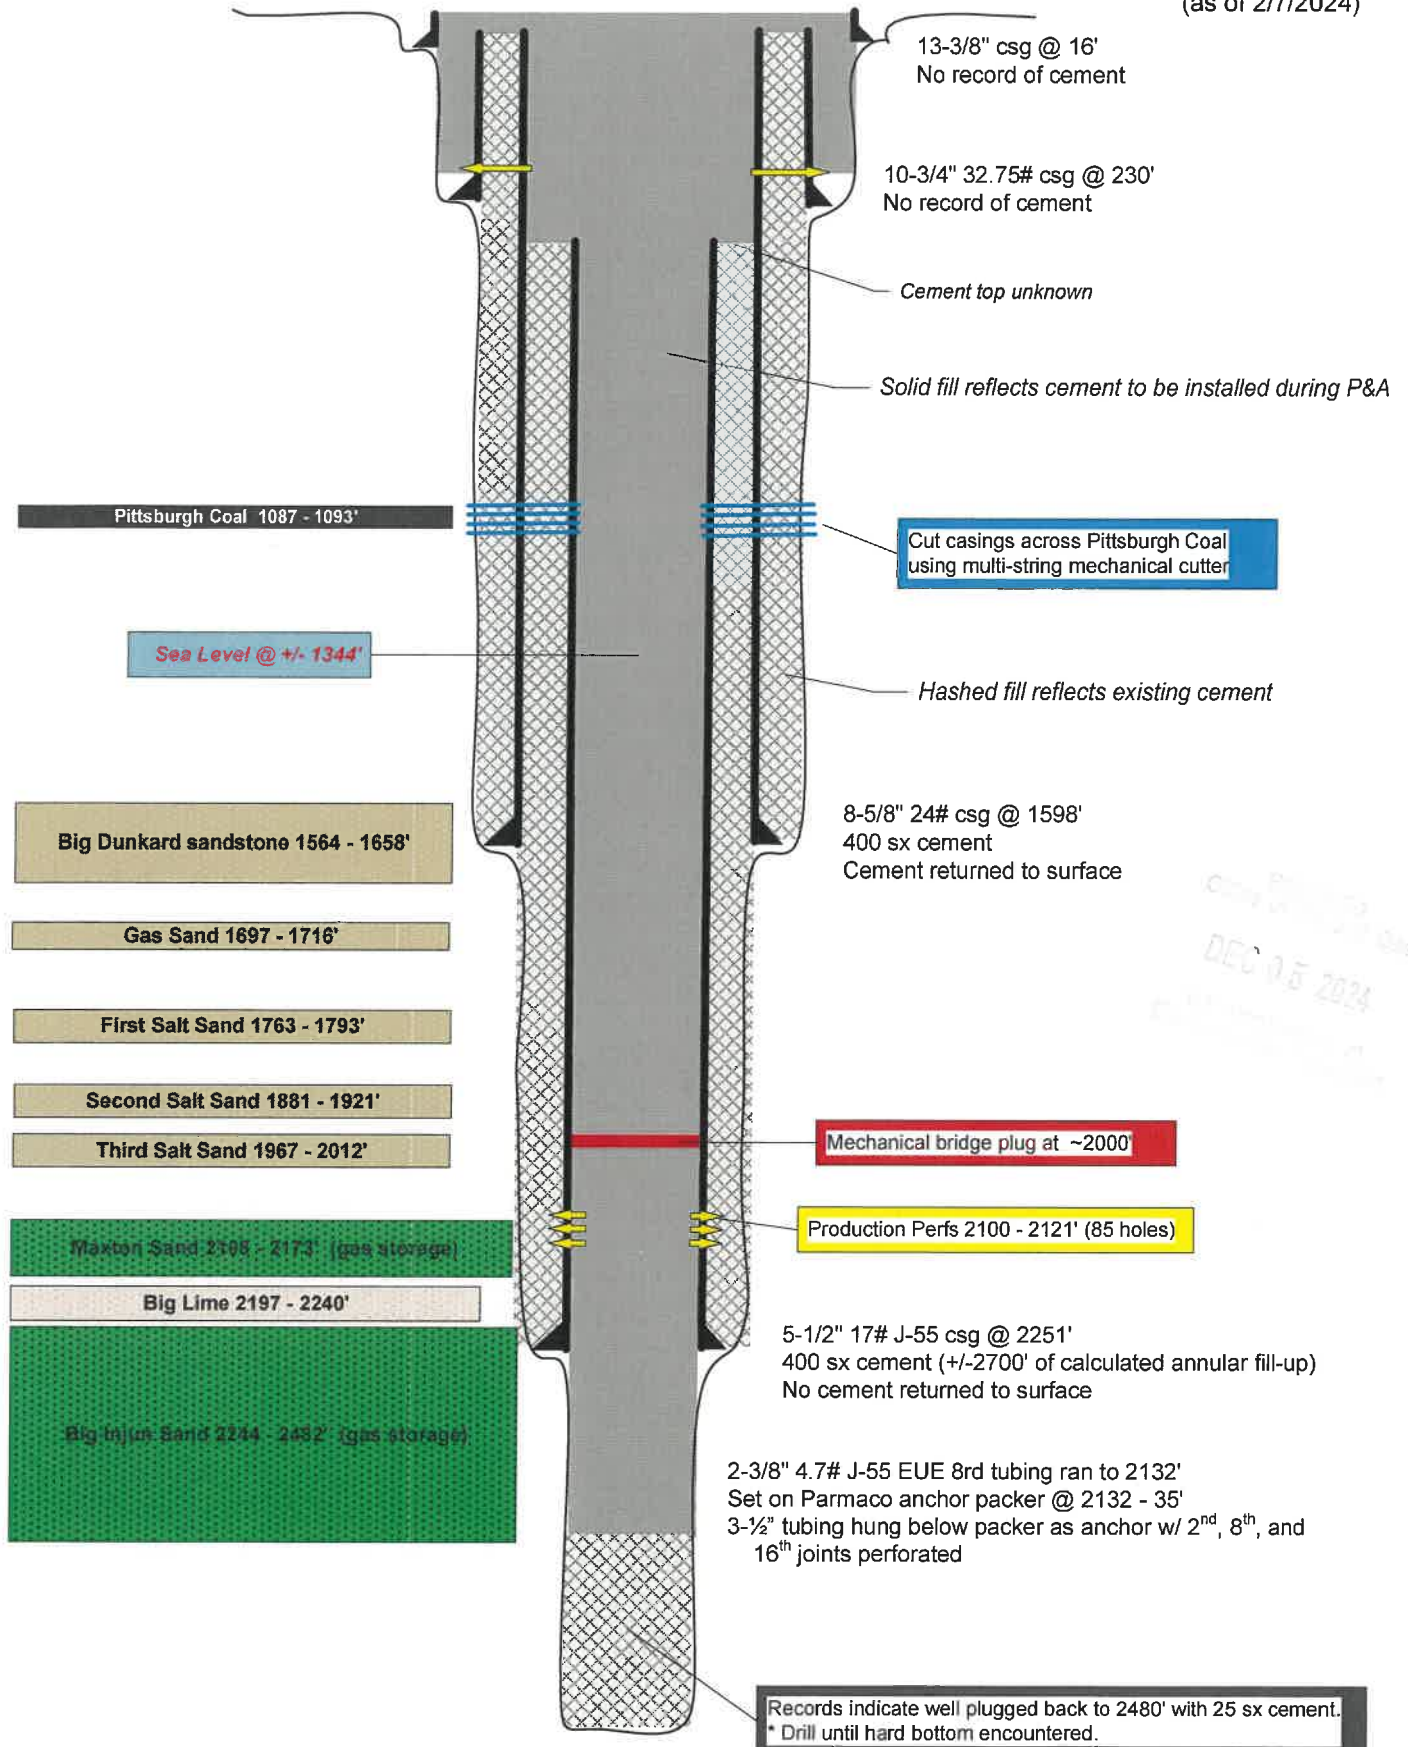 (as of 2/7/2024)
13-3/8" csg @ 16'
No record of cement
10-3/4" 32.75# csg @ 230'
No record of cement
Cement top unknown
Solid fill reflects cement to be installed during P&A
Pittsburgh Coal 1087 - 1093'
Cut casings across Pittsburgh Coal
using multi-string mechanical cutter
Sea Level @ +/- 1344'
Hashed fill reflects existing cement
Big Dunkard sandstone 1564 - 1658'
8-5/8" 24# csg @ 1598'
400 sx cement
Cement returned to surface
Gas Sand 1697 - 1716'
DEC 05 2024
First Salt Sand 1763 - 1793'
Second Salt Sand 1881 - 1921'
Third Salt Sand 1967 - 2012'
Mechanical bridge plug at ~2000'
Production Perfs 2100 - 2121' (85 holes)
Maxton Sand - 2173' (gas storage)
Big Lime 2197 - 2240'
5-1/2" 17# J-55 csg @ 2251'
400 sx cement (+/-2700' of calculated annular fill-up)
No cement returned to surface
Big Injun Sand 2244 - 2482' (gas storage)
2-3/8" 4.7# J-55 EUE 8rd tubing ran to 2132'
Set on Parmaco anchor packer @ 2132 - 35'
3-½" tubing hung below packer as anchor w/ 2nd, 8th, and
16th joints perforated
Records indicate well plugged back to 2480' with 25 sx cement.
* Drill until hard bottom encountered.